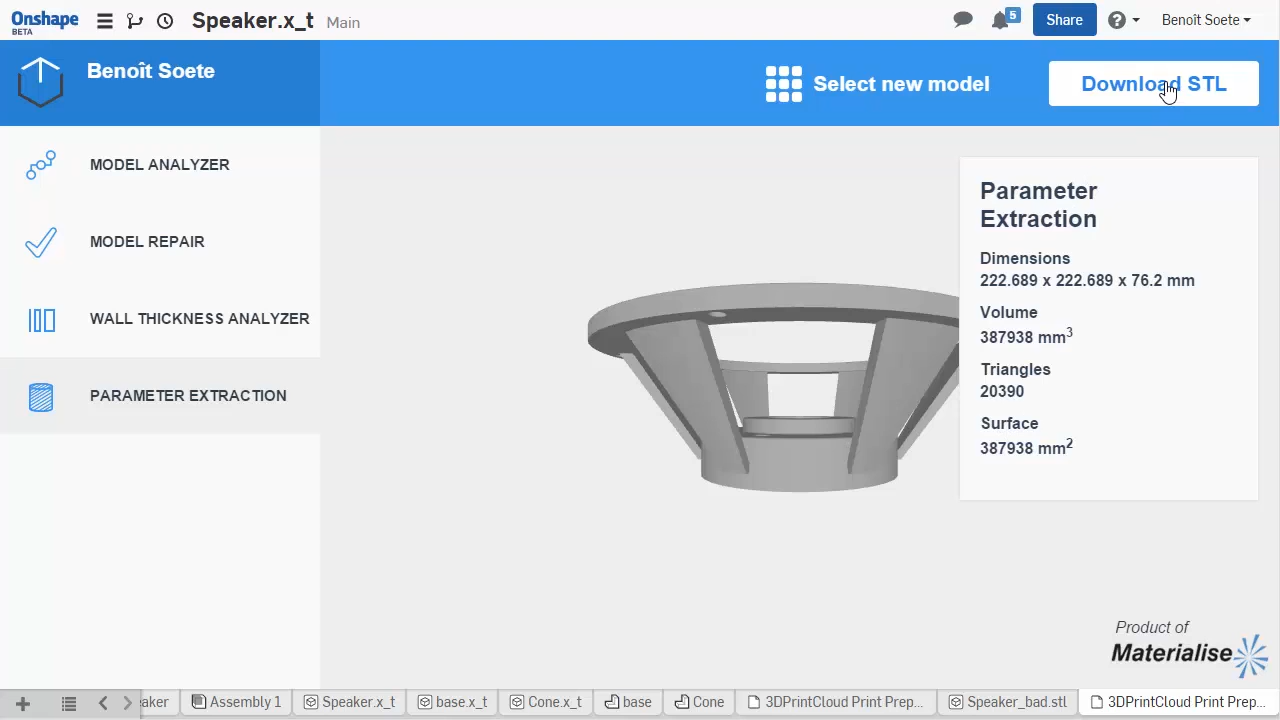 Onshape
BETA
Speaker.x_t Main
5
Share
?
Benoît Soete
Benoît Soete
Select new model
Download STL
MODEL ANALYZER
MODEL REPAIR
WALL THICKNESS ANALYZER
PARAMETER EXTRACTION
Parameter
Extraction
Dimensions
222.689 x 222.689 x 76.2 mm
Volume
387938 mm³
Triangles
20390
Surface
387938 mm²
Product of
Materialise
eaker Assembly 1 Speaker.x_t base.x_t Cone.x_t base Cone 3DPrintCloud Print Prep... Speaker_bad.stl 3DPrintCloud Print Prep...